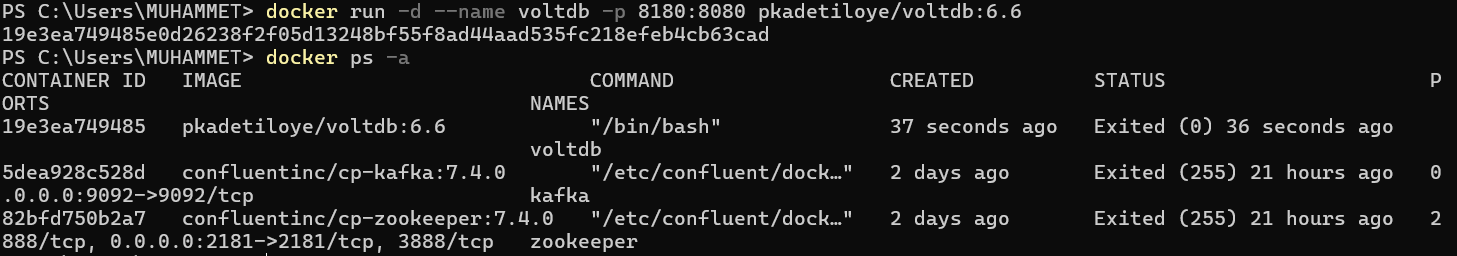 PS C:\Users\MUHAMMET> docker run -d --name voltdb -p 8180:8080 pkadetiloye/voltdb:6.6
19e3ea749485e0d26238f2f05d13248bf55f8ad44aad535fc218efeb4cb63cad
PS C:\Users\MUHAMMET> docker ps -a
CONTAINER ID   IMAGE                             COMMAND                  CREATED          STATUS                      P
ORTS                                        NAMES
19e3ea749485   pkadetiloye/voltdb:6.6            "/bin/bash"              37 seconds ago   Exited (0) 36 seconds ago
                                            voltdb
5dea928c528d   confluentinc/cp-kafka:7.4.0       "/etc/confluent/dock…"   2 days ago       Exited (255) 21 hours ago   0
.0.0.0:9092->9092/tcp                       kafka
82bfd750b2a7   confluentinc/cp-zookeeper:7.4.0   "/etc/confluent/dock…"   2 days ago       Exited (255) 21 hours ago   2
888/tcp, 0.0.0.0:2181->2181/tcp, 3888/tcp   zookeeper